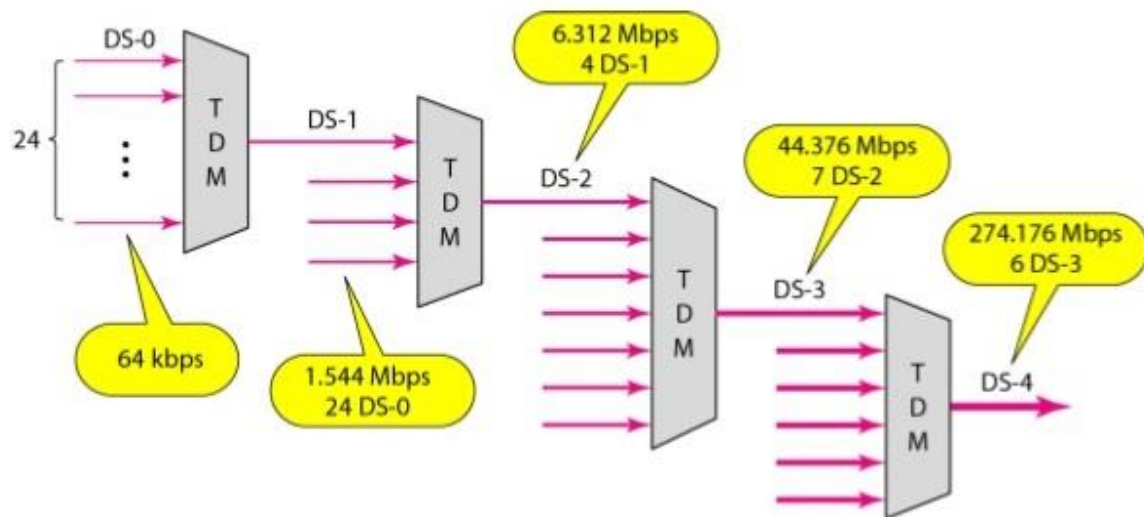 DS-0
24
T
D
M
64 kbps
DS-1
1.544 Mbps
24 DS-0
T
D
M
6.312 Mbps
4 DS-1
DS-2
T
D
M
44.376 Mbps
7 DS-2
DS-3
T
D
M
274.176 Mbps
6 DS-3
DS-4